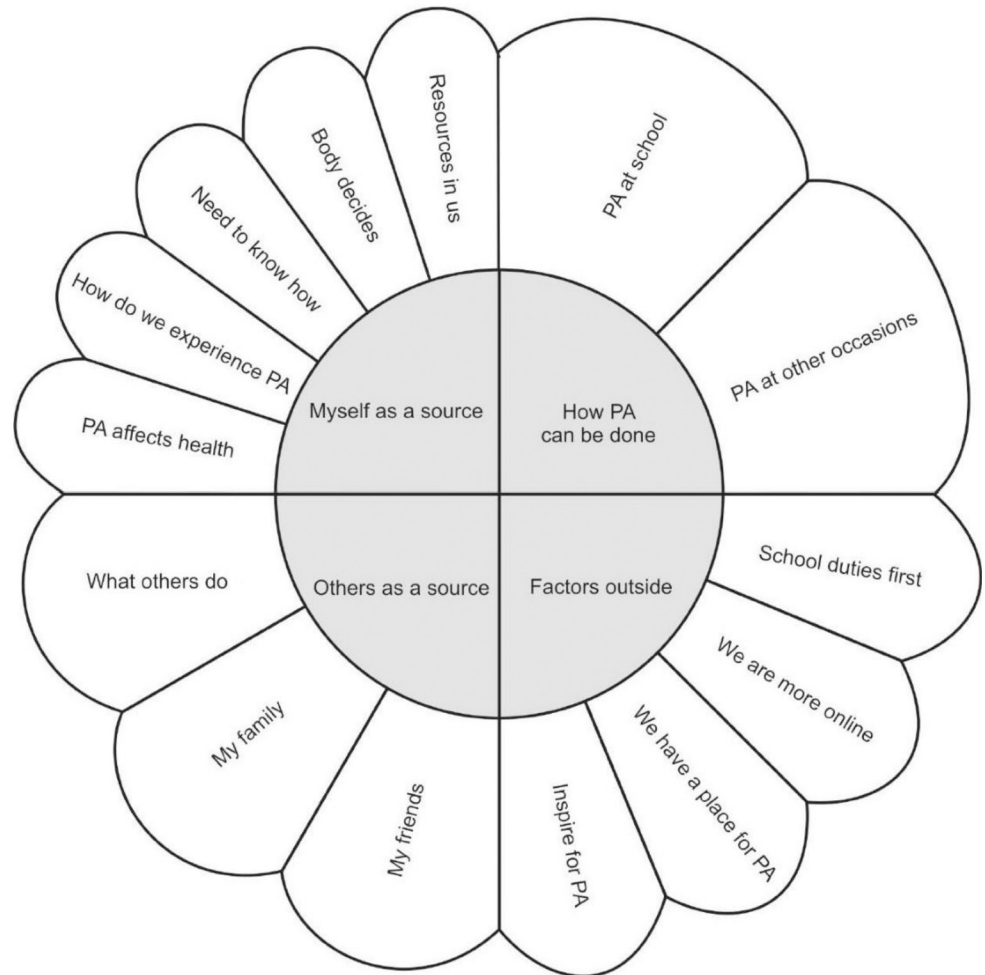 Resources in us
Body decides
Need to know how
How do we experience PA
PA affects health
PA at school
PA at other occasions
Myself as a source
How PA
can be done
Others as a source
Factors outside
What others do
My family
My friends
School duties first
We are more online
We have a place for PA
Inspire for PA